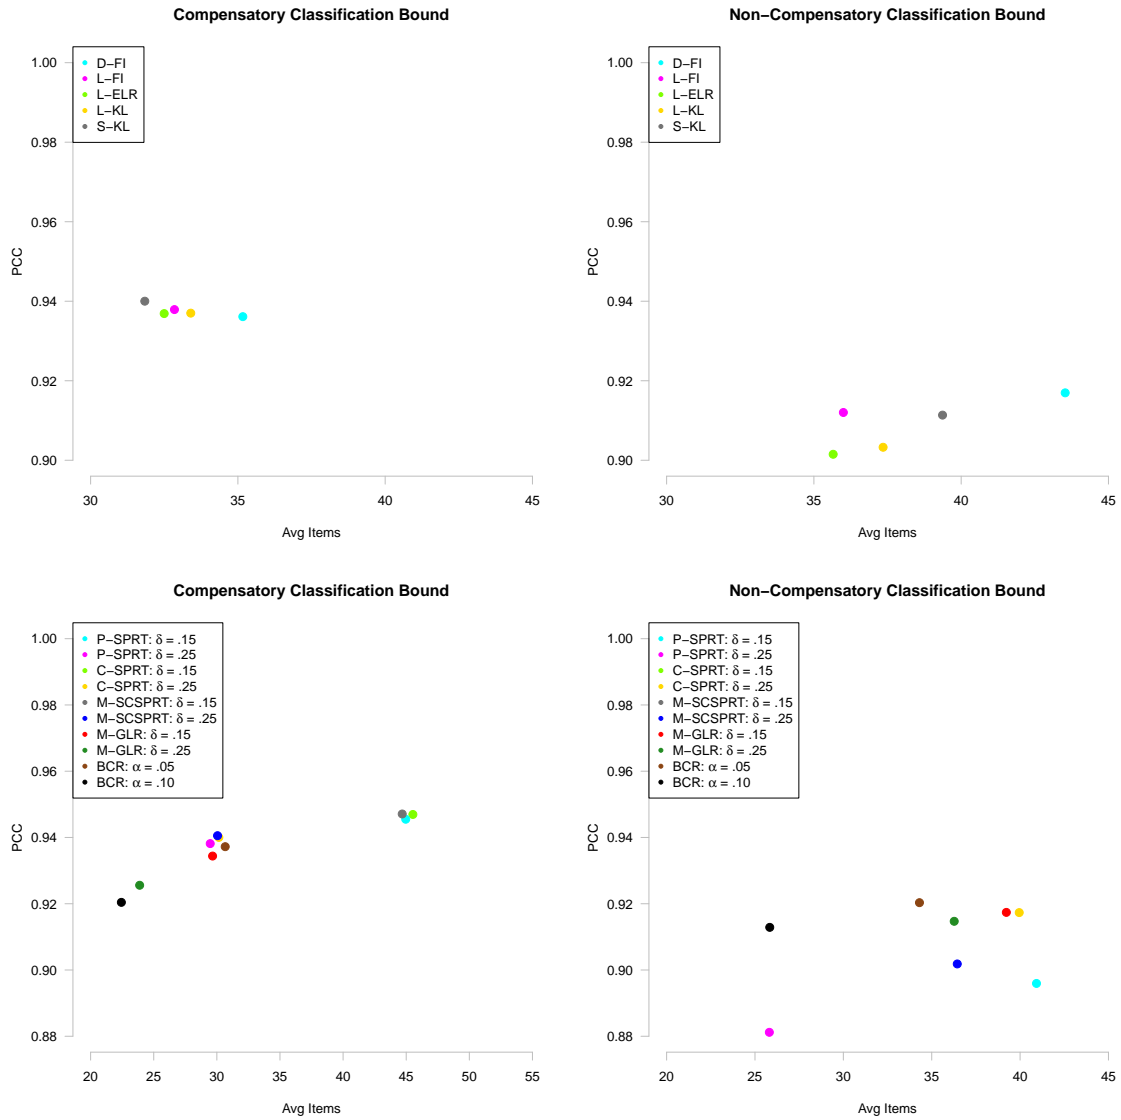 Compensatory Classification Bound
1.00
0.98
0.96
0.94
0.92
0.90
PCC
D−FI
L−FI
L−ELR
L−KL
S−KL
30
35
40
45
Avg Items
Non−Compensatory Classification Bound
1.00
0.98
0.96
0.94
0.92
0.90
PCC
D−FI
L−FI
L−ELR
L−KL
S−KL
30
35
40
45
Avg Items
Compensatory Classification Bound
1.00
0.98
0.96
0.94
0.92
0.90
0.88
PCC
P−SPRT: δ = .15
P−SPRT: δ = .25
C−SPRT: δ = .15
C−SPRT: δ = .25
M−SCSPRT: δ = .15
M−SCSPRT: δ = .25
M−GLR: δ = .15
M−GLR: δ = .25
BCR: α = .05
BCR: α = .10
20
25
30
35
40
45
50
55
Avg Items
Non−Compensatory Classification Bound
1.00
0.98
0.96
0.94
0.92
0.90
0.88
PCC
P−SPRT: δ = .15
P−SPRT: δ = .25
C−SPRT: δ = .15
C−SPRT: δ = .25
M−SCSPRT: δ = .15
M−SCSPRT: δ = .25
M−GLR: δ = .15
M−GLR: δ = .25
BCR: α = .05
BCR: α = .10
20
25
30
35
40
45
Avg Items